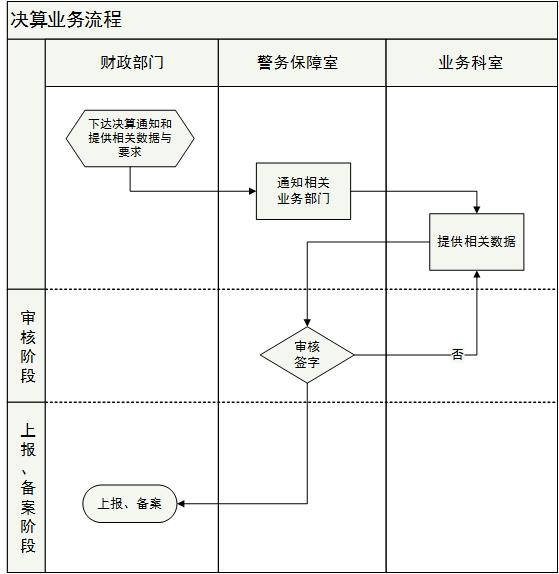 决算业务流程
财政部门
警务保障室
业务科室
下达决算通知和
提供相关数据与
要求
通知相关
业务部门
提供相关数据
审核阶段
审核
签字
否
上报、备案阶段
上报、备案